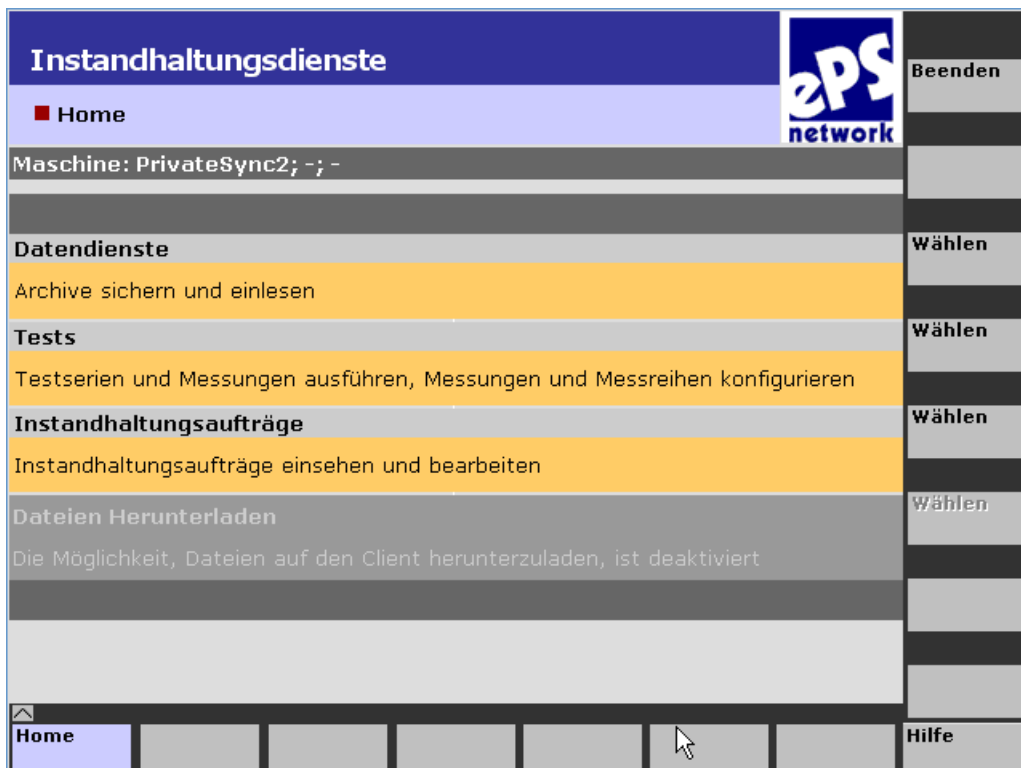 Instandhaltungsdienste
Home
ePS
network
Beenden
Maschine: PrivateSync2; -; -
Datendienste
Wählen
Archive sichern und einlesen
Tests
Wählen
Testserien und Messungen ausführen, Messungen und Messreihen konfigurieren
Instandhaltungsaufträge
Wählen
Instandhaltungsaufträge einsehen und bearbeiten
Dateien Herunterladen
Wählen
Die Möglichkeit, Dateien auf den Client herunterzuladen, ist deaktiviert
Home
Hilfe